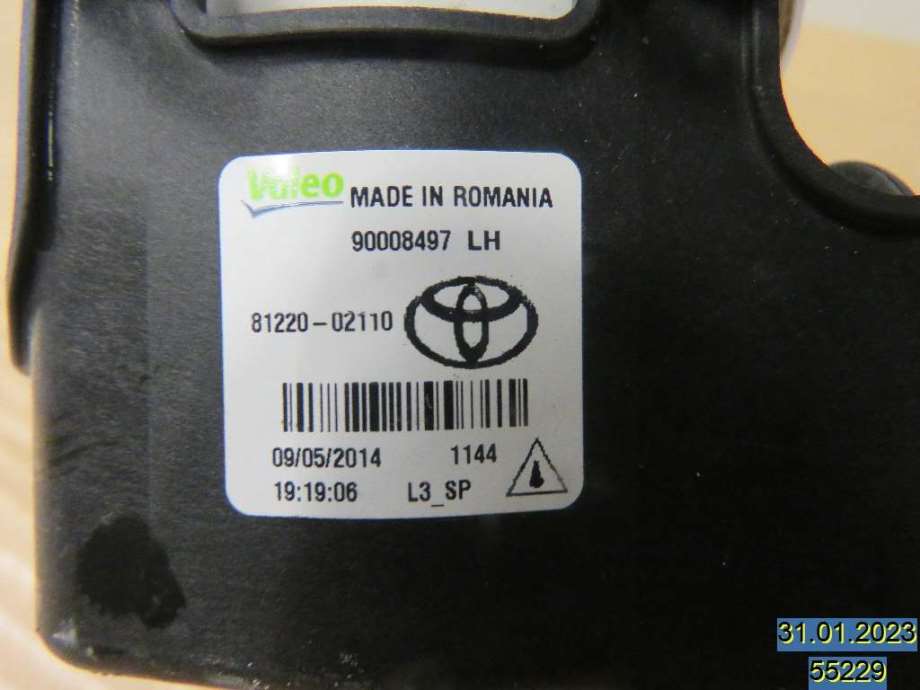 Valeo MADE IN ROMANIA
90008497 LH
81220-02110
09/05/2014 1144
19:19:06 L3_SP
31.01.2023
55229